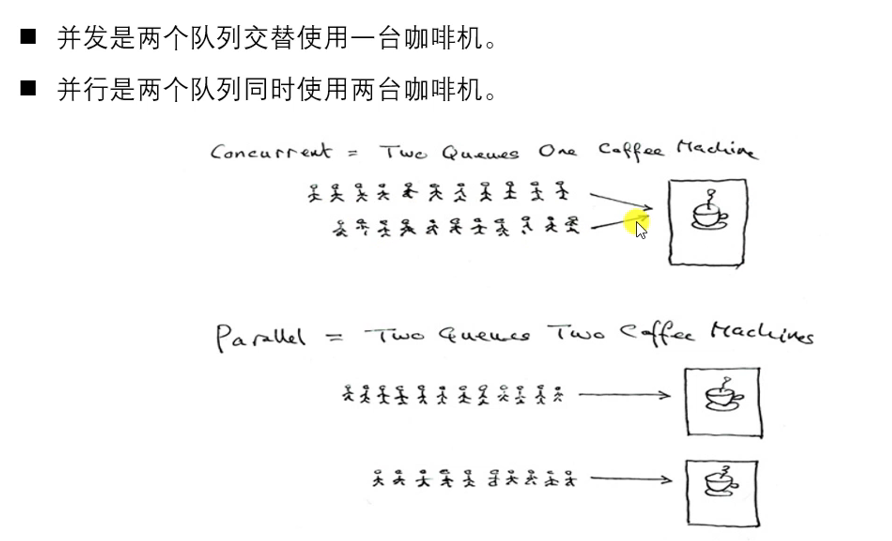 并发是两个队列交替使用一台咖啡机。
并行是两个队列同时使用两台咖啡机。
Concurrent = Two Queues One Coffee Machine
Parallel = Two Queues Two Coffee Machines